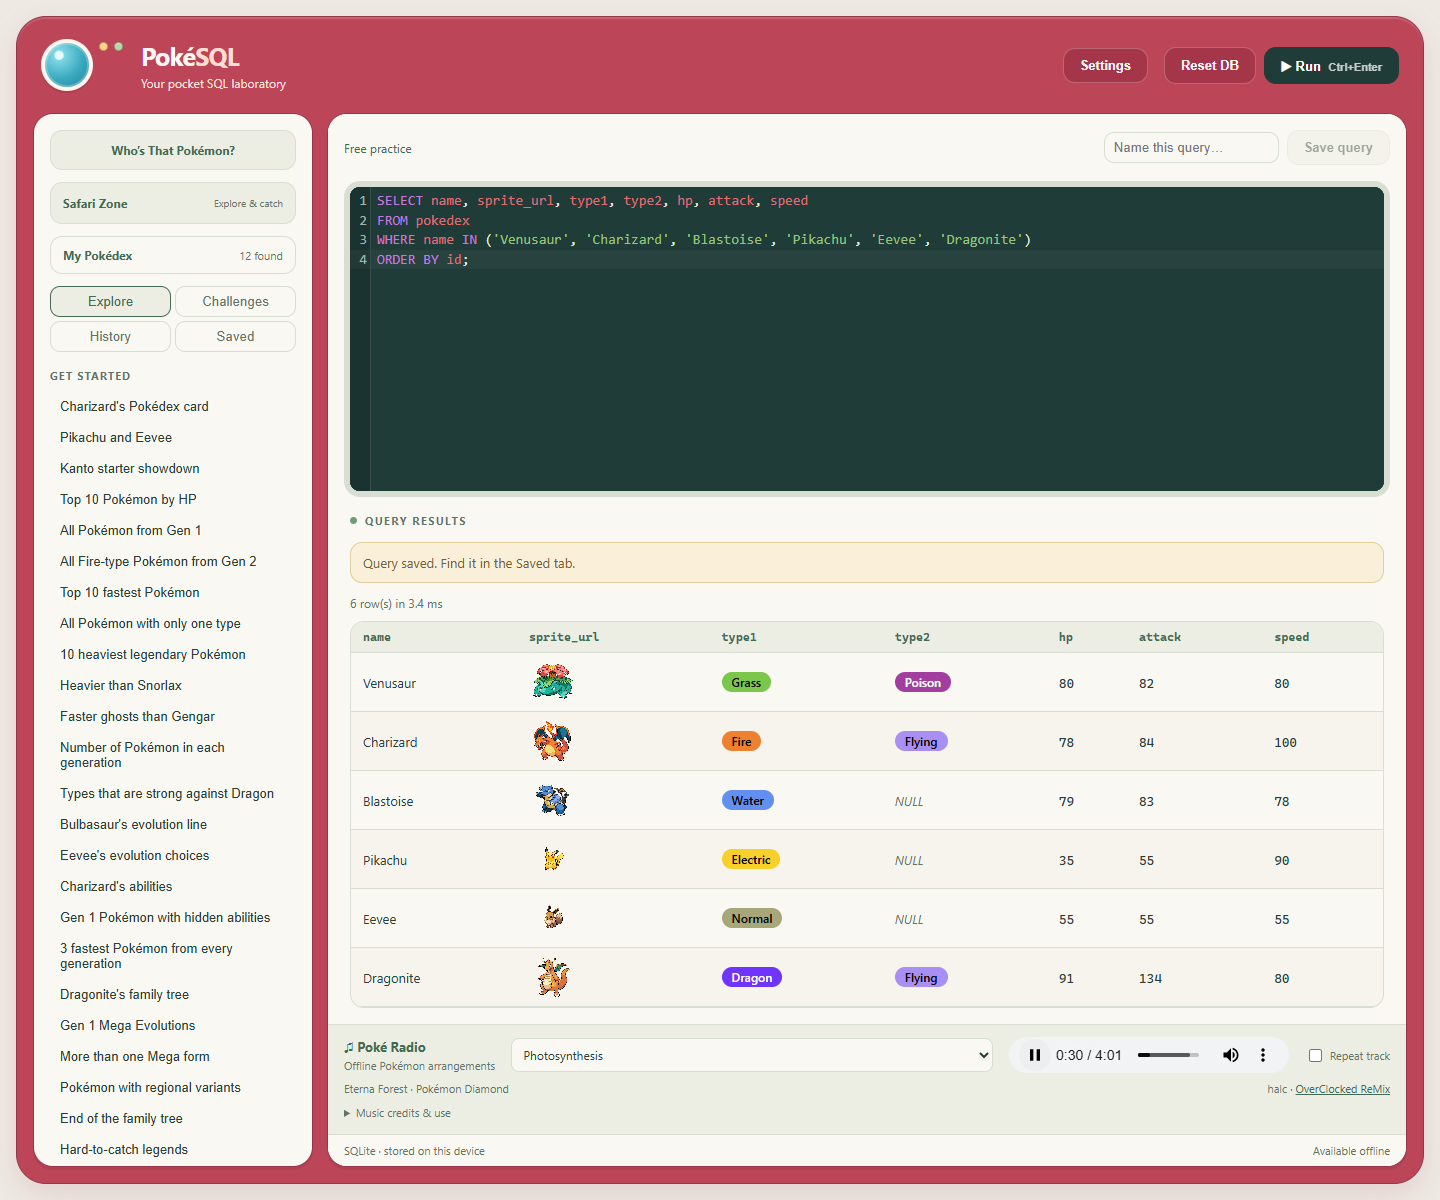 PokéSQL
Your pocket SQL laboratory
Settings
Reset DB
▶ Run Ctrl+Enter
Who's That Pokémon?
Safari Zone Explore & catch
My Pokédex 12 found
Explore Challenges
History Saved
GET STARTED
Charizard's Pokédex card
Pikachu and Eevee
Kanto starter showdown
Top 10 Pokémon by HP
All Pokémon from Gen 1
All Fire-type Pokémon from Gen 2
Top 10 fastest Pokémon
All Pokémon with only one type
10 heaviest legendary Pokémon
Heavier than Snorlax
Faster ghosts than Gengar
Number of Pokémon in each
generation
Types that are strong against Dragon
Bulbasaur's evolution line
Eevee's evolution choices
Charizard's abilities
Gen 1 Pokémon with hidden abilities
3 fastest Pokémon from every
generation
Dragonite's family tree
Gen 1 Mega Evolutions
More than one Mega form
Pokémon with regional variants
End of the family tree
Hard-to-catch legends
Free practice
Name this query...
Save query
1 SELECT name, sprite_url, type1, type2, hp, attack, speed
2 FROM pokedex
3 WHERE name IN ('Venusaur', 'Charizard', 'Blastoise', 'Pikachu', 'Eevee', 'Dragonite')
4 ORDER BY id;
QUERY RESULTS
Query saved. Find it in the Saved tab.
6 row(s) in 3.4 ms
name sprite_url type1 type2 hp attack speed
Venusaur Grass Poison 80 82 80
Charizard Fire Flying 78 84 100
Blastoise Water NULL 79 83 78
Pikachu Electric NULL 35 55 90
Eevee Normal NULL 55 55 55
Dragonite Dragon Flying 91 134 80
♫ Poké Radio
Offline Pokémon arrangements
Photosynthesis
0:30 / 4:01
Repeat track
Eterna Forest · Pokémon Diamond
halc · OverClocked ReMix
▶ Music credits & use
SQLite · stored on this device
Available offline